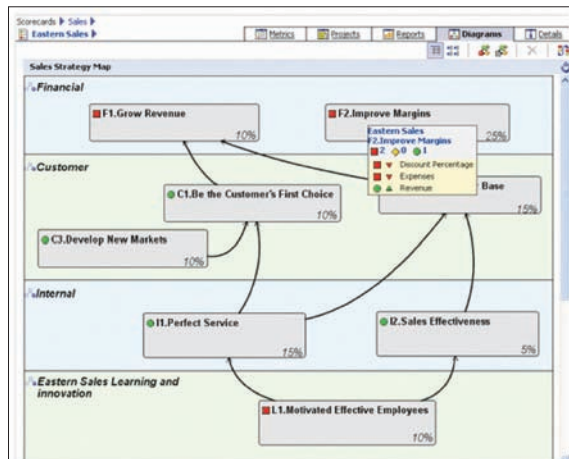 Scorecards Sales
Eastern Sales
Metrics Projects Reports Diagrams Details
Sales Strategy Map
Financial
F1.Grow Revenue
10%
F2.Improve Margins
25%
Eastern Sales
F2.Improve Margins
2 0 1
Discount Percentage
Expenses
Revenue
Customer
C1.Be the Customer's First Choice
10%
Base
15%
C3.Develop New Markets
10%
Internal
I1.Perfect Service
15%
I2.Sales Effectiveness
5%
Eastern Sales Learning and
innovation
L1.Motivated Effective Employees
10%